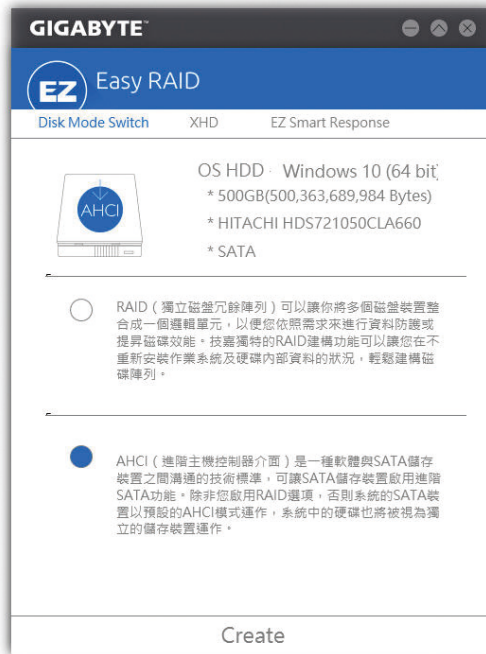 GIGABYTE™
EZ Easy RAID
Disk Mode Switch XHD EZ Smart Response
AHCI
OS HDD : Windows 10 (64 bit)
* 500GB(500,363,689,984 Bytes)
* HITACHI HDS721050CLA660
* SATA
RAID(獨立磁盤冗餘陣列)可以讓你將多個磁盤裝置整
合成一個邏輯單元,以便您依照需求來進行資料防護或
提昇磁碟效能。技嘉獨特的RAID建構功能可以讓您在不
重新安裝作業系統及硬碟內部資料的狀況,輕鬆建構磁
碟陣列。
AHCI(進階主機控制器介面)是一種軟體與SATA儲存
裝置之間溝通的技術標準,可讓SATA儲存裝置啟用進階
SATA功能。除非您啟用RAID選項,否則系統的SATA裝
置以預設的AHCI模式運作,系統中的硬碟也將被視為獨
立的儲存裝置運作。
Create